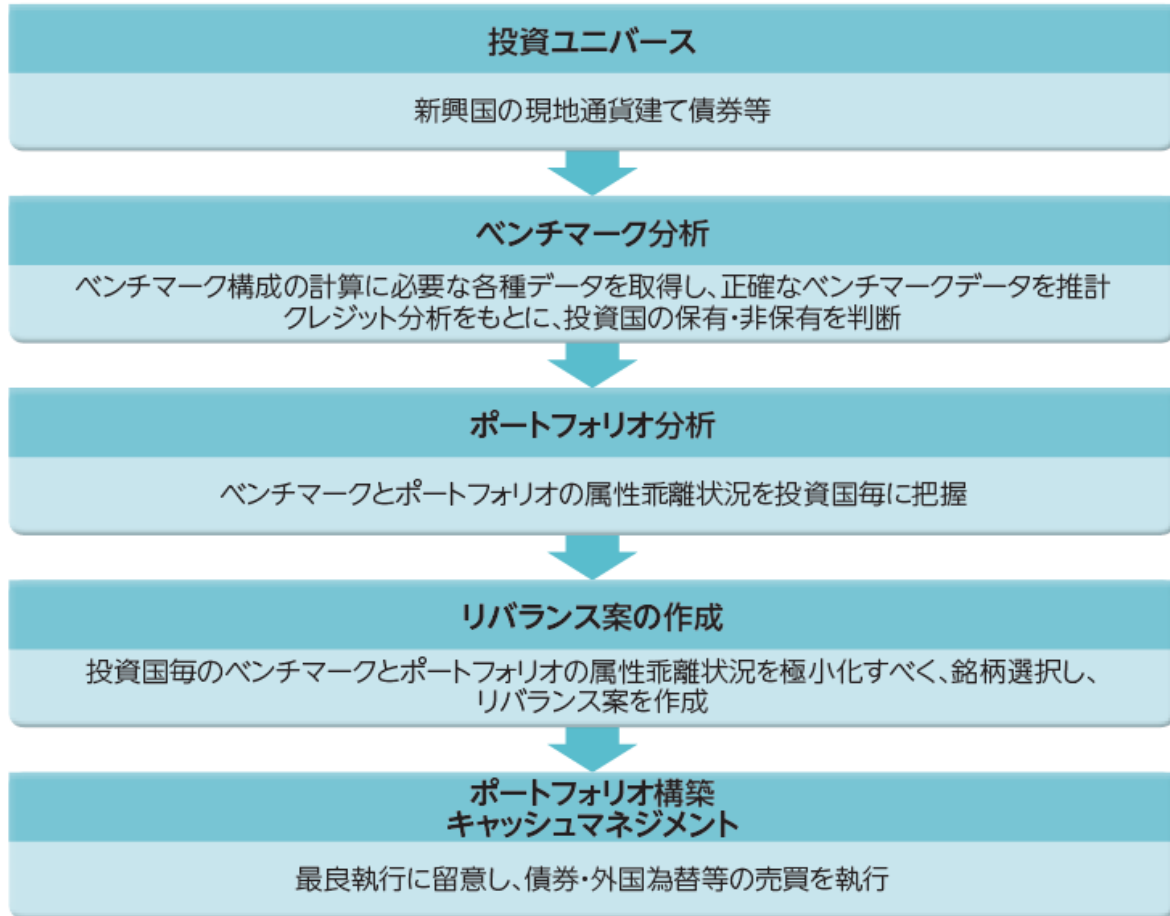 投資ユニバース
新興国の現地通貨建て債券等
ベンチマーク分析
ベンチマーク構成の計算に必要な各種データを取得し、正確なベンチマークデータを推計
クレジット分析をもとに、投資国の保有・非保有を判断
ポートフォリオ分析
ベンチマークとポートフォリオの属性乖離状況を投資国毎に把握
リバランス案の作成
投資国毎のベンチマークとポートフォリオの属性乖離状況を極小化すべく、銘柄選択し、
リバランス案を作成
ポートフォリオ構築
キャッシュマネジメント
最良執行に留意し、債券・外国為替等の売買を執行